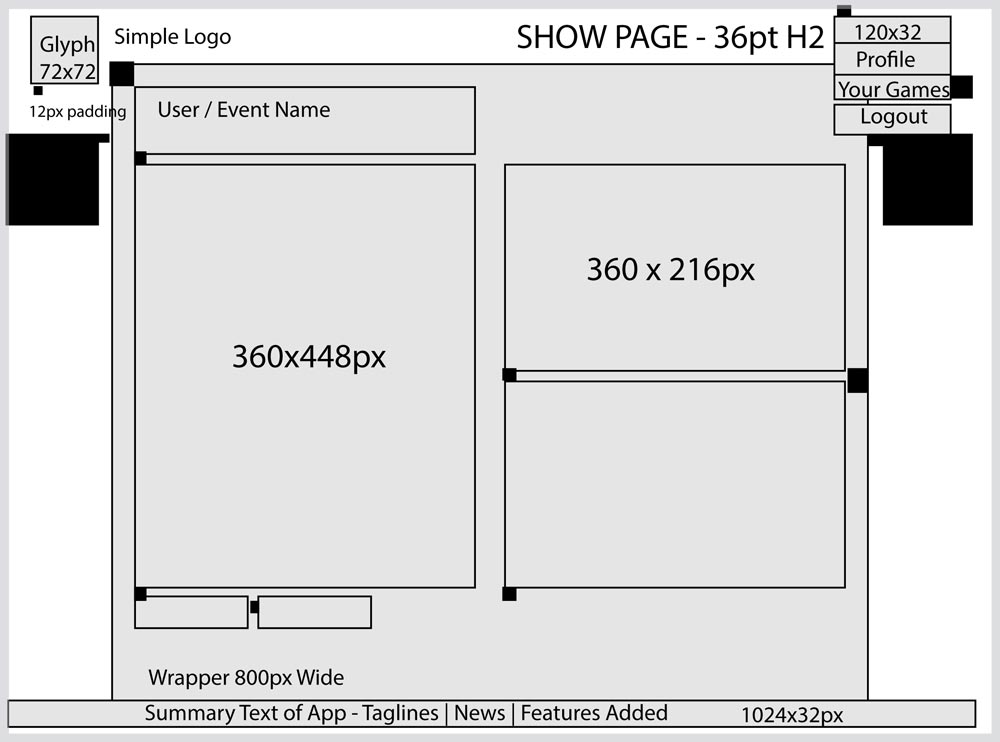 Glyph
72x72
Simple Logo
SHOW PAGE - 36pt H2
120x32
Profile
Your Games
Logout
12px padding
User / Event Name
360 x 216px
360x448px
Wrapper 800px Wide
Summary Text of App - Taglines | News | Features Added
1024x32px